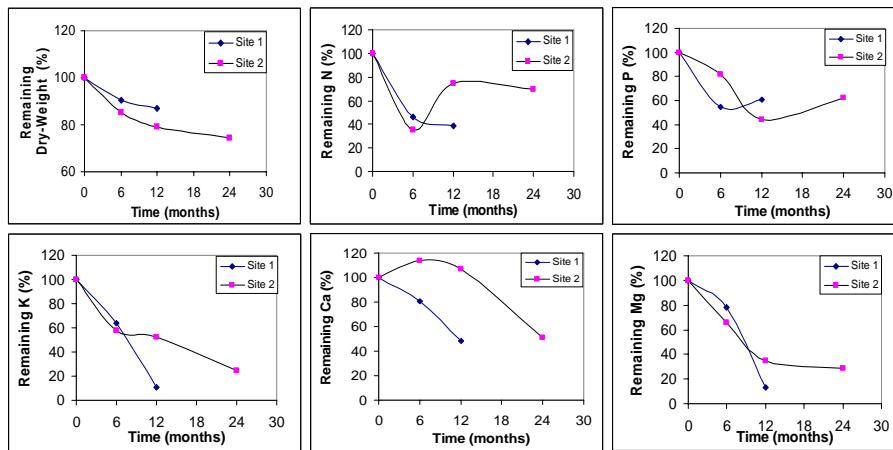 Remaining
Dry-Weight (%)
120
100
80
60
0 6 12 18 24 30
Time (months)
Site 1
Site 2
Remaining N (%)
120
100
80
60
40
20
0
0 6 12 18 24 30
Time (months)
Site 1
Site 2
Remaining P (%)
120
100
80
60
40
20
0
0 6 12 18 24 30
Time (months)
Site 1
Site 2
Remaining K (%)
120
100
80
60
40
20
0
0 6 12 18 24 30
Time (months)
Site 1
Site 2
Remaining Ca (%)
120
100
80
60
40
20
0
0 6 12 18 24 30
Time (months)
Site 1
Site 2
Remaining Mg (%)
120
100
80
60
40
20
0
0 6 12 18 24 30
Time (months)
Site 1
Site 2